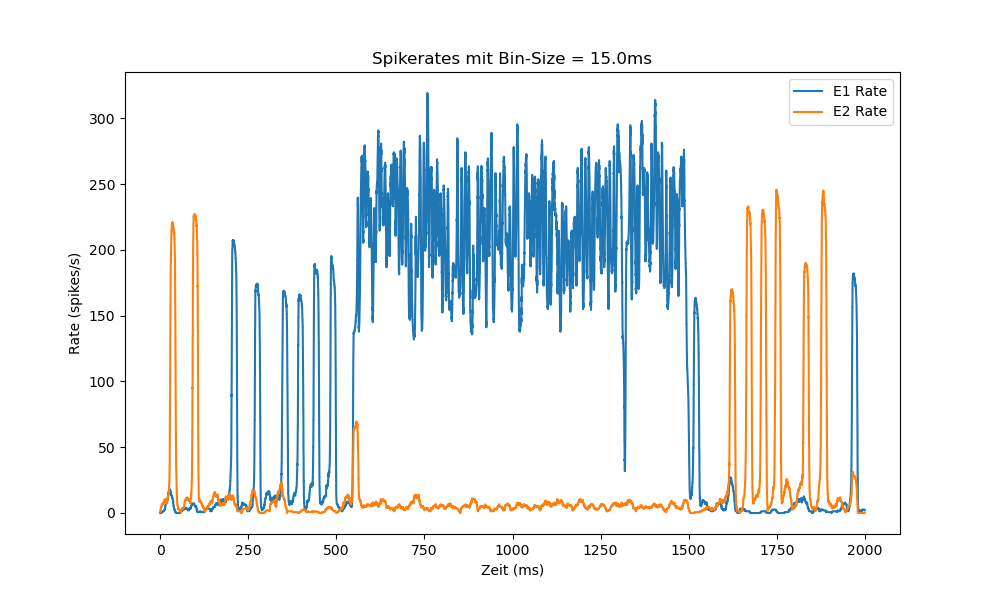 Spikerates mit Bin-Size = 15.0ms
E1 Rate
E2 Rate
Rate (spikes/s)
300
250
200
150
100
50
0
0 250 500 750 1000 1250 1500 1750 2000
Zeit (ms)